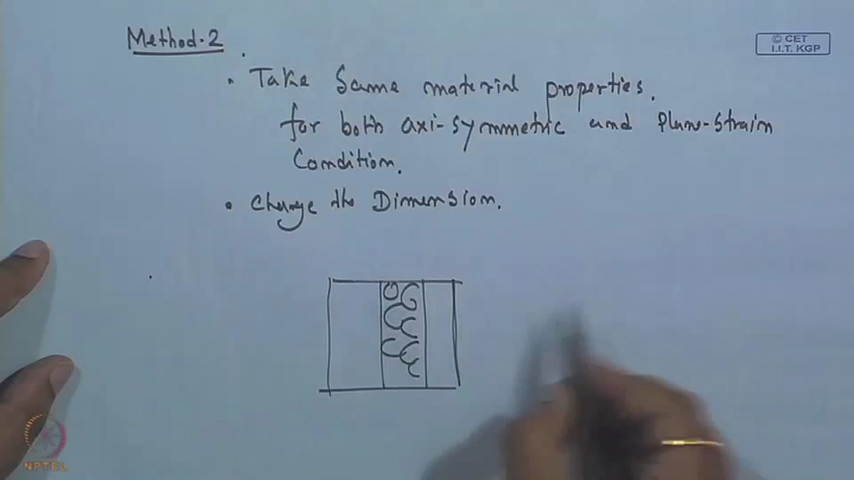 Method-2
© CET
I.I.T. KGP
• Take Same material properties.
for both axi-symmetric and Plane-Strain
Condition.
• Change the Dimension.
NPTEL